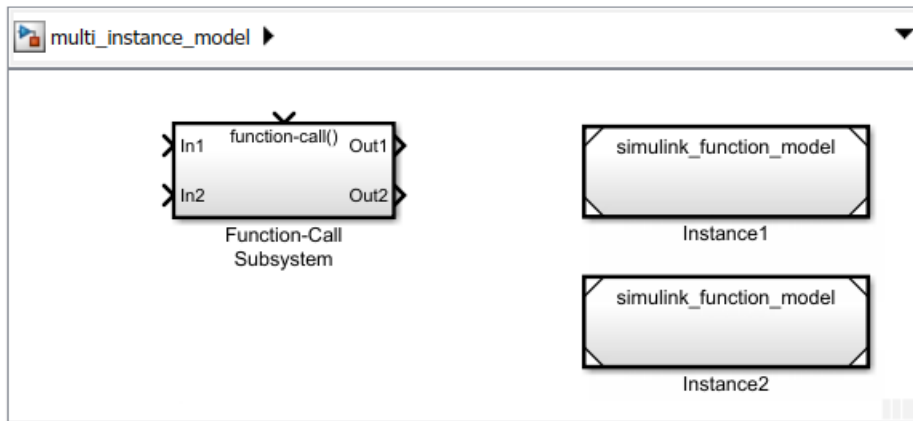 multi_instance_model
function-call()
In1
Out1
In2
Out2
Function-Call
Subsystem
simulink_function_model
Instance1
simulink_function_model
Instance2